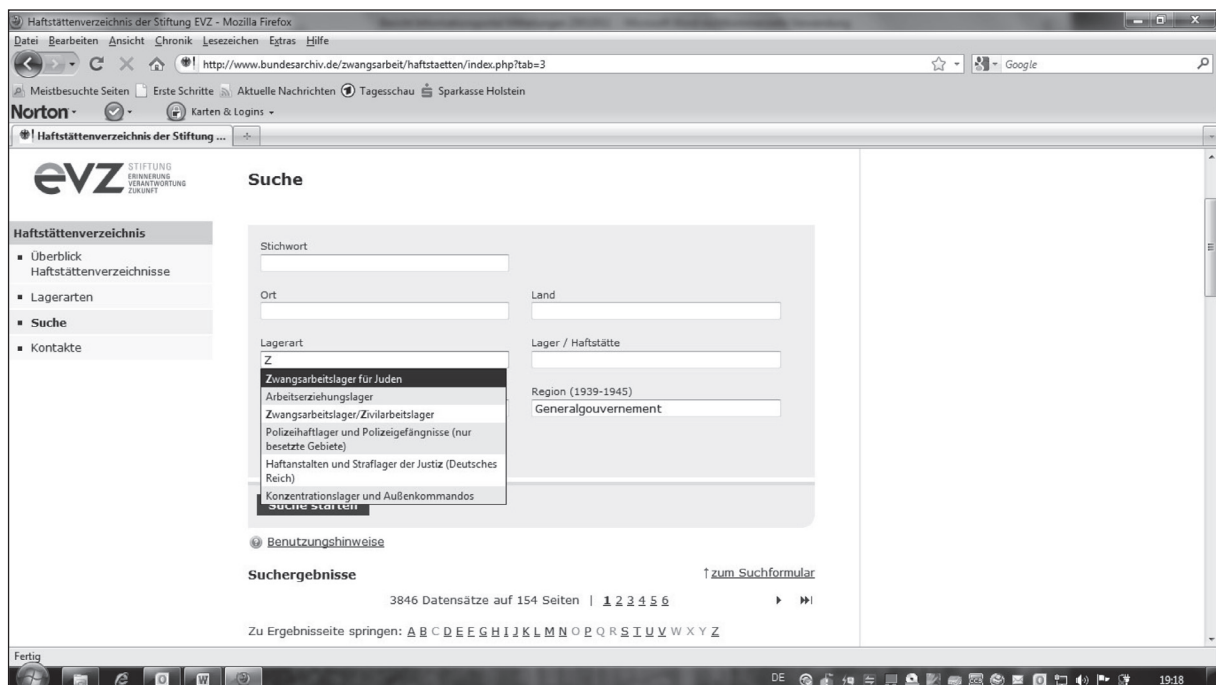 Haftstättenverzeichnis der Stiftung EVZ - Mozilla Firefox
Datei Bearbeiten Ansicht Chronik Lesezeichen Extras Hilfe
http://www.bundesarchiv.de/zwangsarbeit/haftstaetten/index.php?tab=3
Google
Meistbesuchte Seiten Erste Schritte Aktuelle Nachrichten Tagesschau Sparkasse Holstein
Norton Karten & Logins
Haftstättenverzeichnis der Stiftung ...
evz STIFTUNG
ERINNERUNG
VERANTWORTUNG
ZUKUNFT
Suche
Haftstättenverzeichnis
Überblick
Haftstättenverzeichnisse
Lagerarten
Suche
Kontakte
Stichwort
Ort Land
Lagerart Lager / Haftstätte
Z
Zwangsarbeitslager für Juden
Arbeitserziehungslager
Zwangsarbeitslager/Zivilarbeitslager
Polizeihaftlager und Polizeigefängnisse (nur
besetzte Gebiete)
Haftanstalten und Straflager der Justiz (Deutsches
Reich)
Konzentrationslager und Außenkommandos
Region (1939-1945)
Generalgouvernement
Suche starten
Benutzungshinweise
Suchergebnisse ↑zum Suchformular
3846 Datensätze auf 154 Seiten | 1 2 3 4 5 6
Zu Ergebnisseite springen: A B C D E F G H I J K L M N O P Q R S T U V W X Y Z
Fertig
DE 19:18